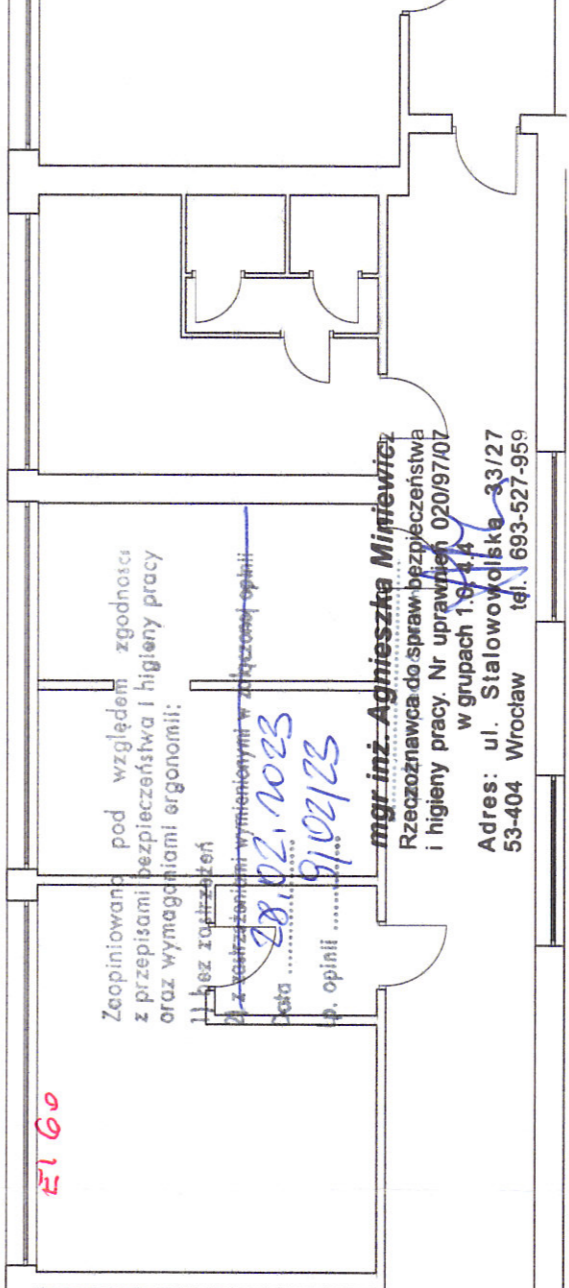 EI 60
Zaopiniowano pod względem zgodności
z przepisami bezpieczeństwa i higieny pracy
oraz wymaganiami ergonomii:
1) bez zastrzeżeń
2) z zastrzeżeniami wymienionymi w załączonej opinii
Data ........ 28.02.2023
Lp. opinii ........ 9/02/23
mgr inż. Agnieszka Miniewicz
Rzeczoznawca do spraw bezpieczeństwa
i higieny pracy. Nr uprawnień 020/97/07
w grupach 1.6, 4.4
Adres: ul. Stalowowolska 33/27
53-404 Wrocław tel. 693-527-959